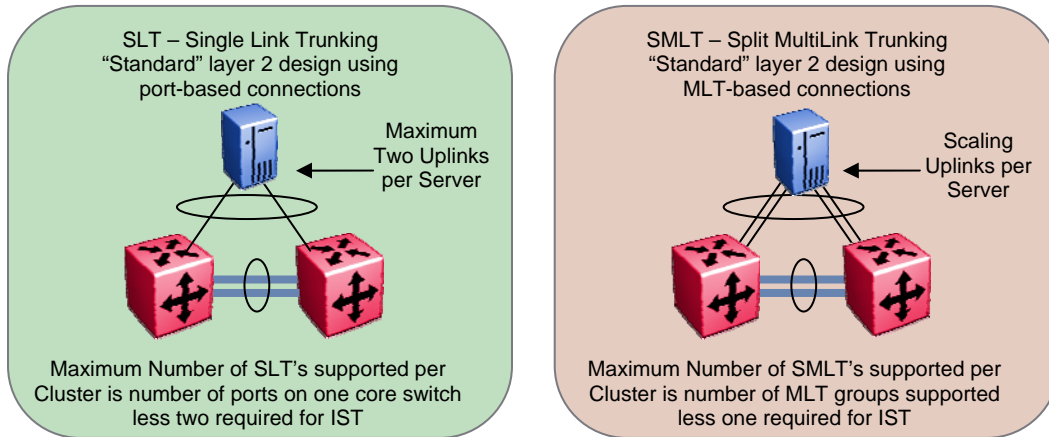 SLT – Single Link Trunking
“Standard” layer 2 design using
port-based connections
Maximum
Two Uplinks
per Server
Maximum Number of SLT’s supported per
Cluster is number of ports on one core switch
less two required for IST
SMLT – Split MultiLink Trunking
“Standard” layer 2 design using
MLT-based connections
Scaling
Uplinks per
Server
Maximum Number of SMLT’s supported per
Cluster is number of MLT groups supported
less one required for IST